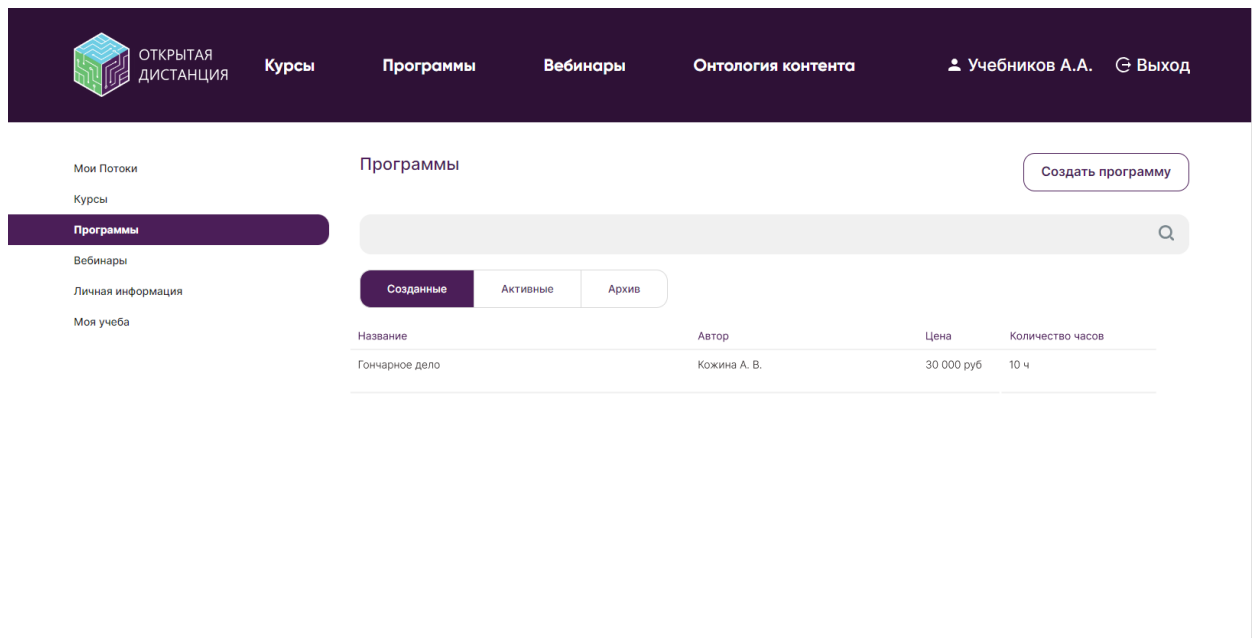 ОТКРЫТАЯ
ДИСТАНЦИЯ
Курсы Программы Вебинары Онтология контента Учебников А.А. Выход
Мои Потоки
Курсы
Программы
Вебинары
Личная информация
Моя учеба
Программы
Создать программу
Созданные Активные Архив
Название Автор Цена Количество часов
Гончарное дело Кожина А. В. 30 000 руб 10 ч